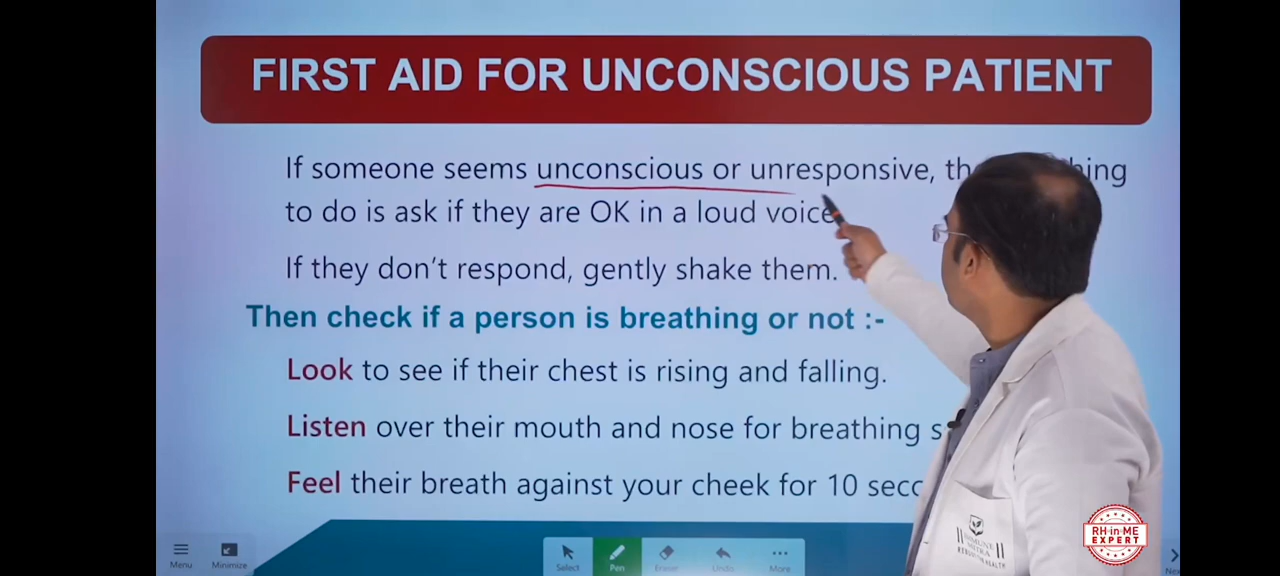 FIRST AID FOR UNCONSCIOUS PATIENT
If someone seems unconscious or unresponsive,
to do is ask if they are OK in a loud voice
If they don't respond, gently shake them.
Then check if a person is breathing or not :-
Look to see if their chest is rising and falling.
Listen over their mouth and nose for breathing
Feel their breath against your cheek for 10
RH-in-ME
EXPERT
Menu
Minimize
Select
Pen
Eraser
Undo
More